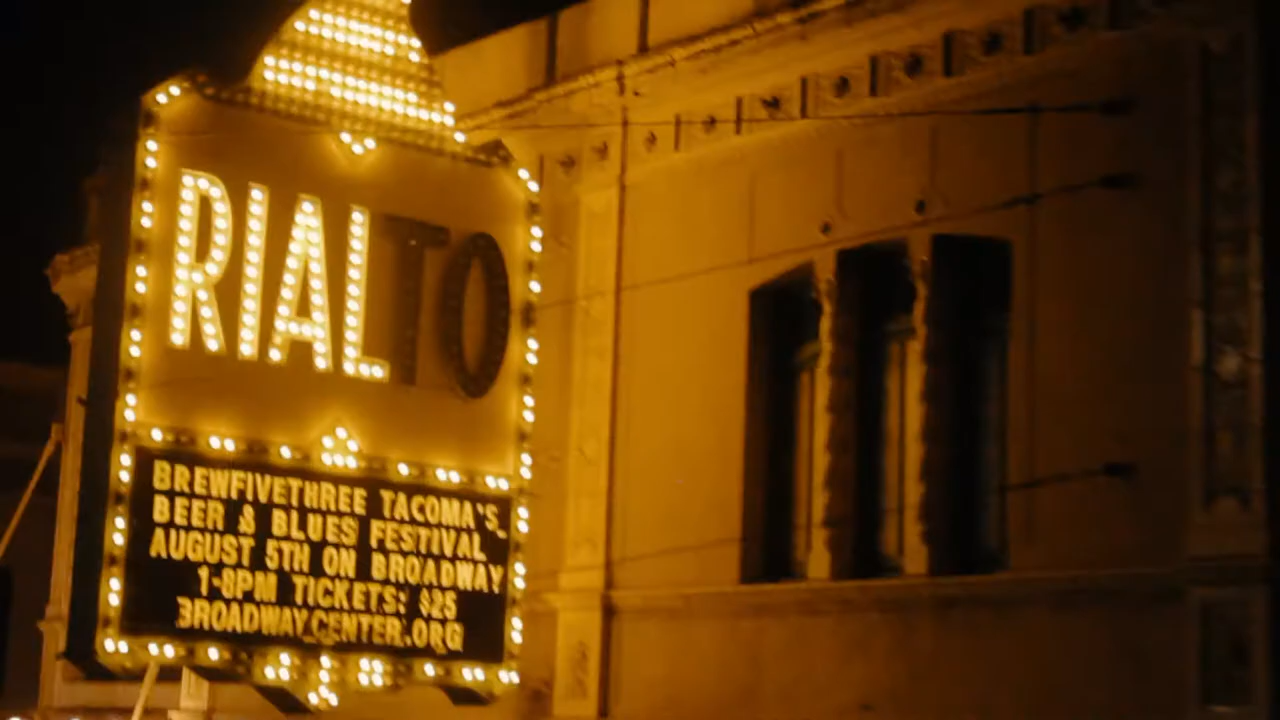 RIALTO
BREWFIVETHREE TACOMA'S
BEER & BLUES FESTIVAL
AUGUST 5TH ON BROADWAY
1-8PM TICKETS: $25
BROADWAYCENTER.ORG